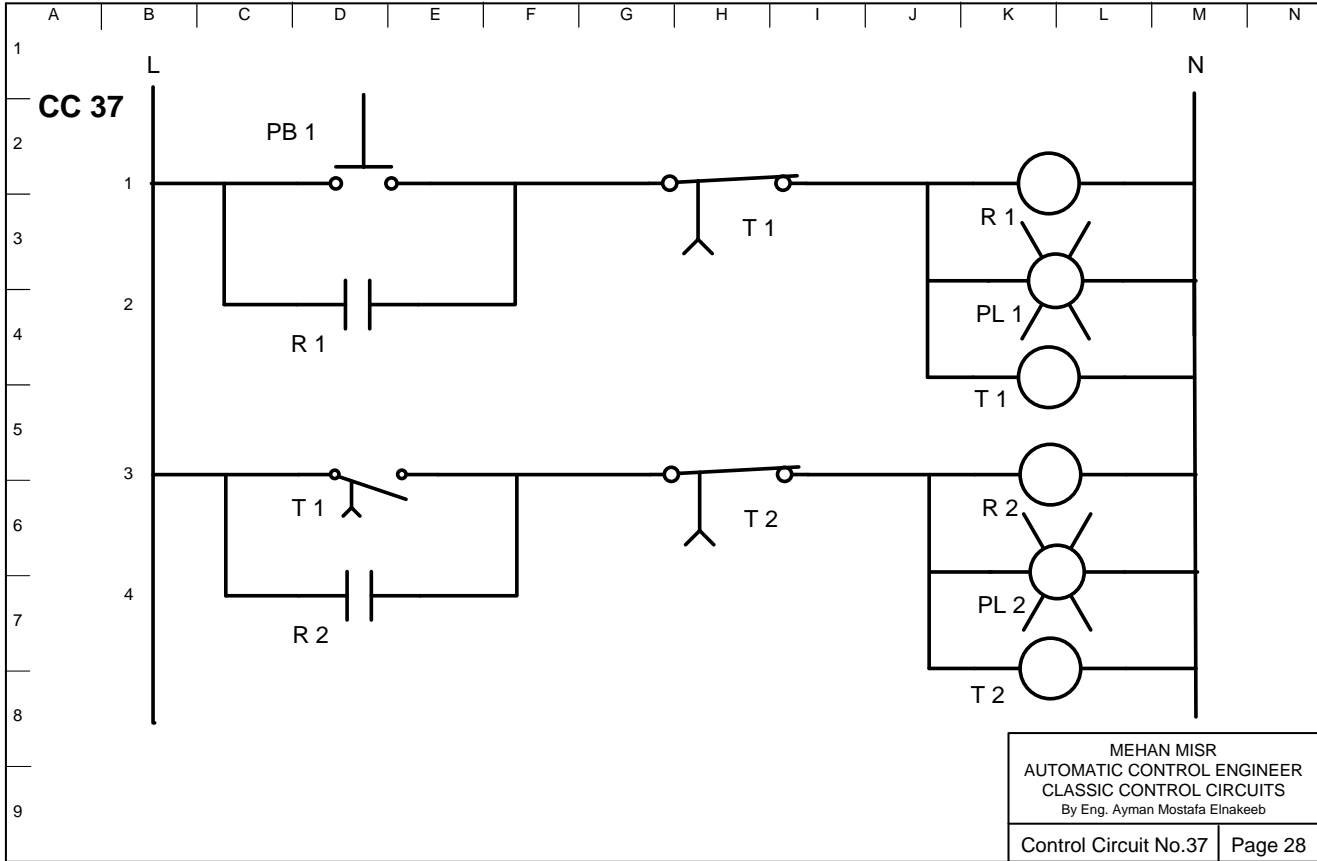 A B C D E F G H I J K L M N
1
L N
CC 37
2
PB 1
1
R 1
3
T 1
2
PL 1
4
R 1
T 1
5
3
T 1
T 2
R 2
6
4
PL 2
7
R 2
T 2
8
MEHAN MISR
AUTOMATIC CONTROL ENGINEER
CLASSIC CONTROL CIRCUITS
By Eng. Ayman Mostafa Elnakeeb
9
Control Circuit No.37 Page 28